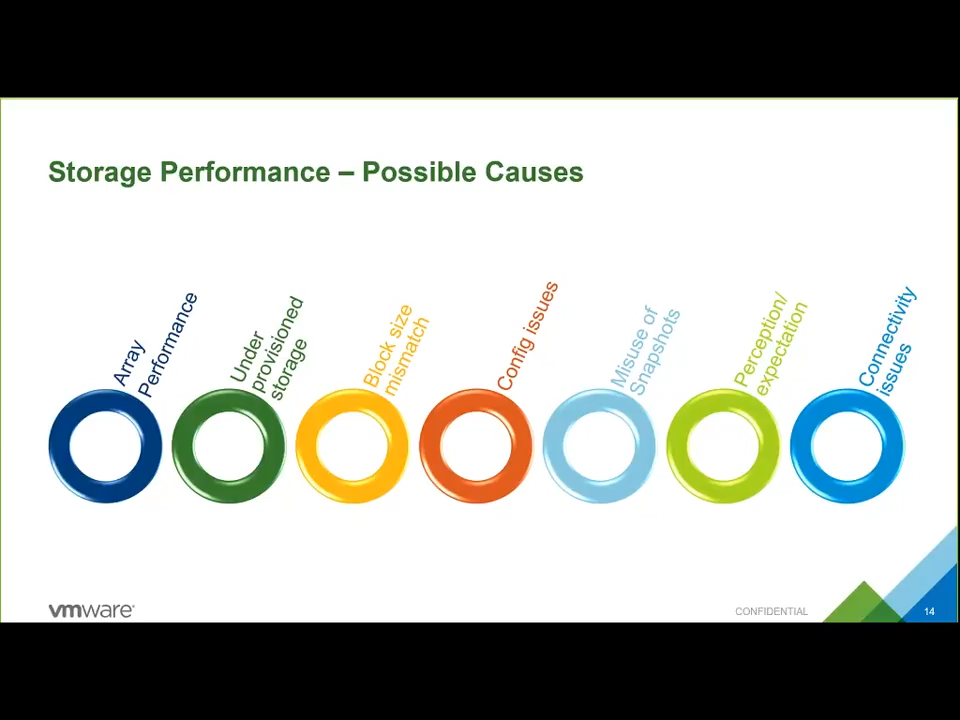 Storage Performance – Possible Causes
Array
Performance
Under
provisioned
storage
Block size
mismatch
Config issues
Misuse of
Snapshots
Perception/
expectation
Connectivity
issues
vmware®
CONFIDENTIAL
14